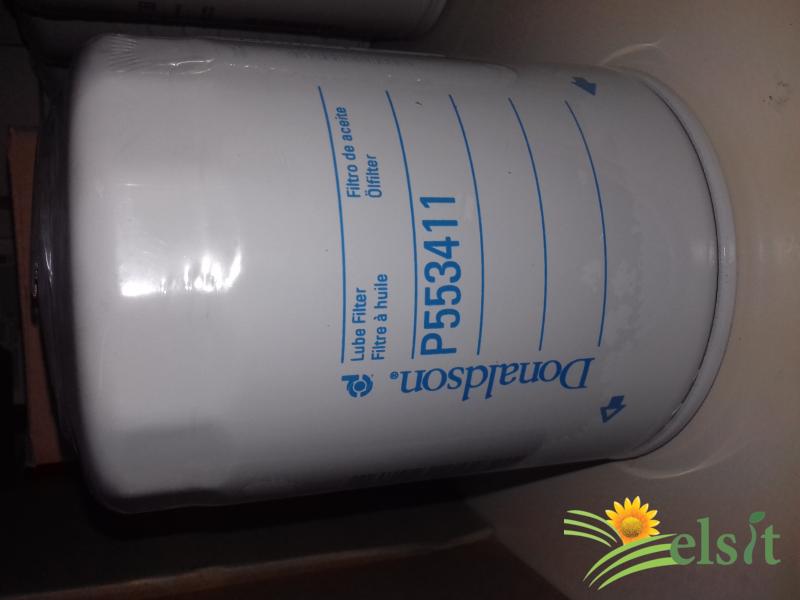 Donaldson®
P553411
Lube Filter
Filtro de aceite
Filtre à huile
Ölfilter
elsit